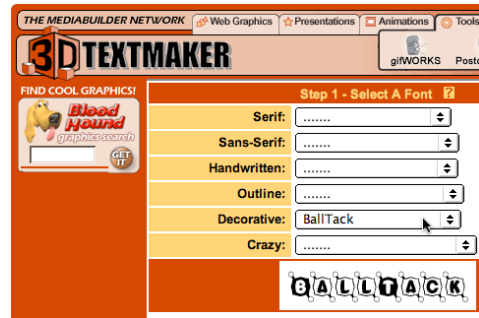 THE MEDIABUILDER NETWORK Web Graphics Presentations Animations Tools
3D TEXTMAKER
gifWORKS
FIND COOL GRAPHICS!
Blood Hound
graphics search
GET IT
Step 1 - Select A Font ?
Serif: .......
Sans-Serif: .......
Handwritten: .......
Outline: .......
Decorative: BallTack
Crazy: .......
BALLTACK